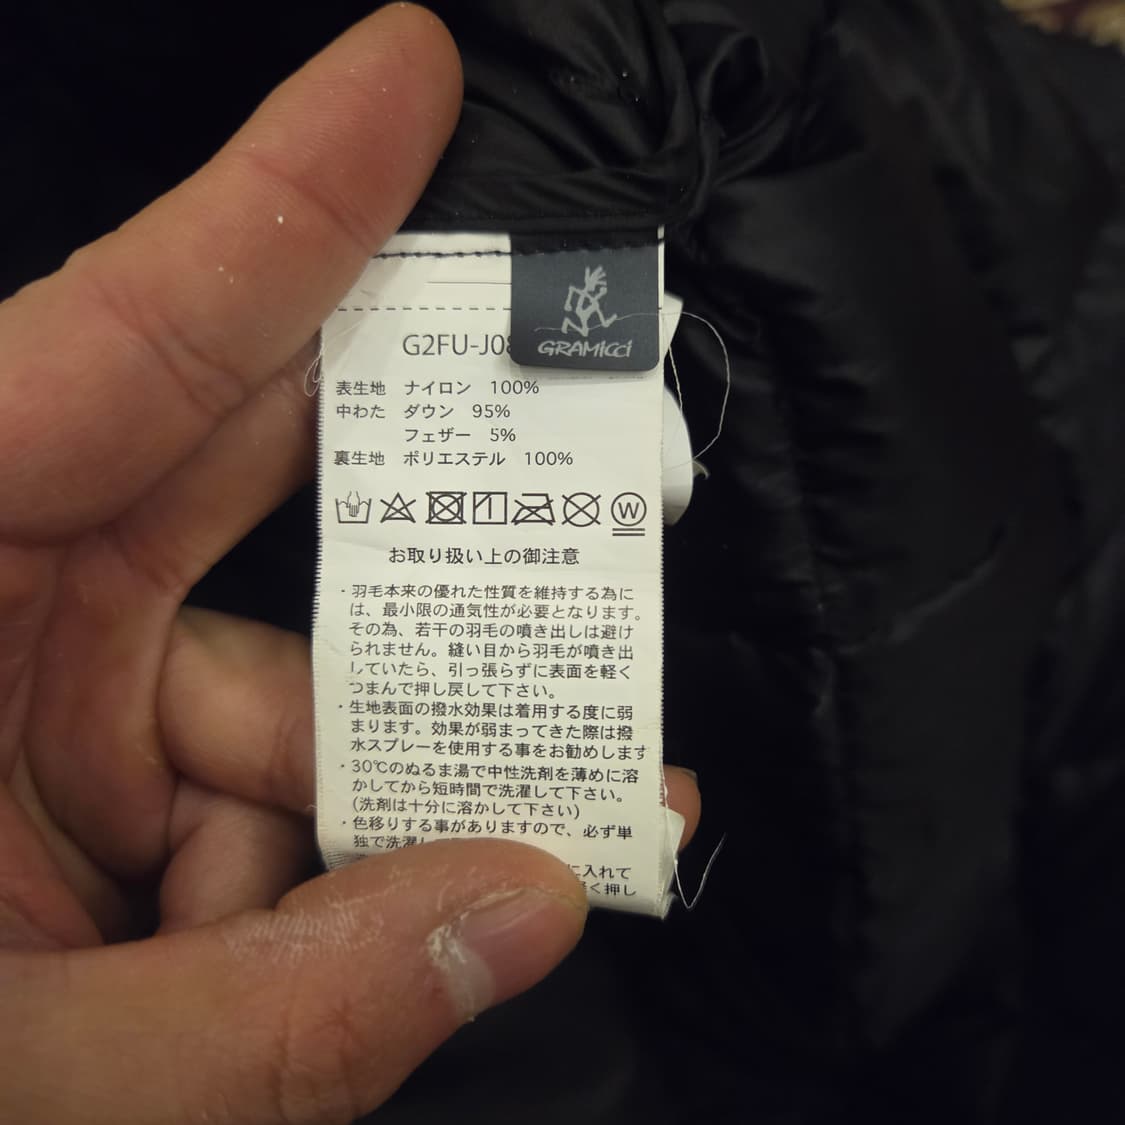 GRAMICCI
G2FU-J0
表生地 ナイロン 100%
中わた ダウン 95%
フェザー 5%
裏生地 ポリエステル 100%
W
お取り扱い上の御注意
・羽毛本来の優れた性質を維持する為に
は、最小限の通気性が必要となります。
その為、若干の羽毛の噴き出しは避け
られません。縫い目から羽毛が噴き出
していたら、引っ張らずに表面を軽く
つまんで押し戻して下さい。
・生地表面の撥水効果は着用する度に弱
まります。効果が弱まってきた際は撥
水スプレーを使用する事をお勧めします
・30℃のぬるま湯で中性洗剤を薄めに溶
かしてから短時間で洗濯して下さい。
(洗剤は十分に溶かして下さい)
・色移りする事がありますので、必ず単
独で洗濯し
に入れて
く押し